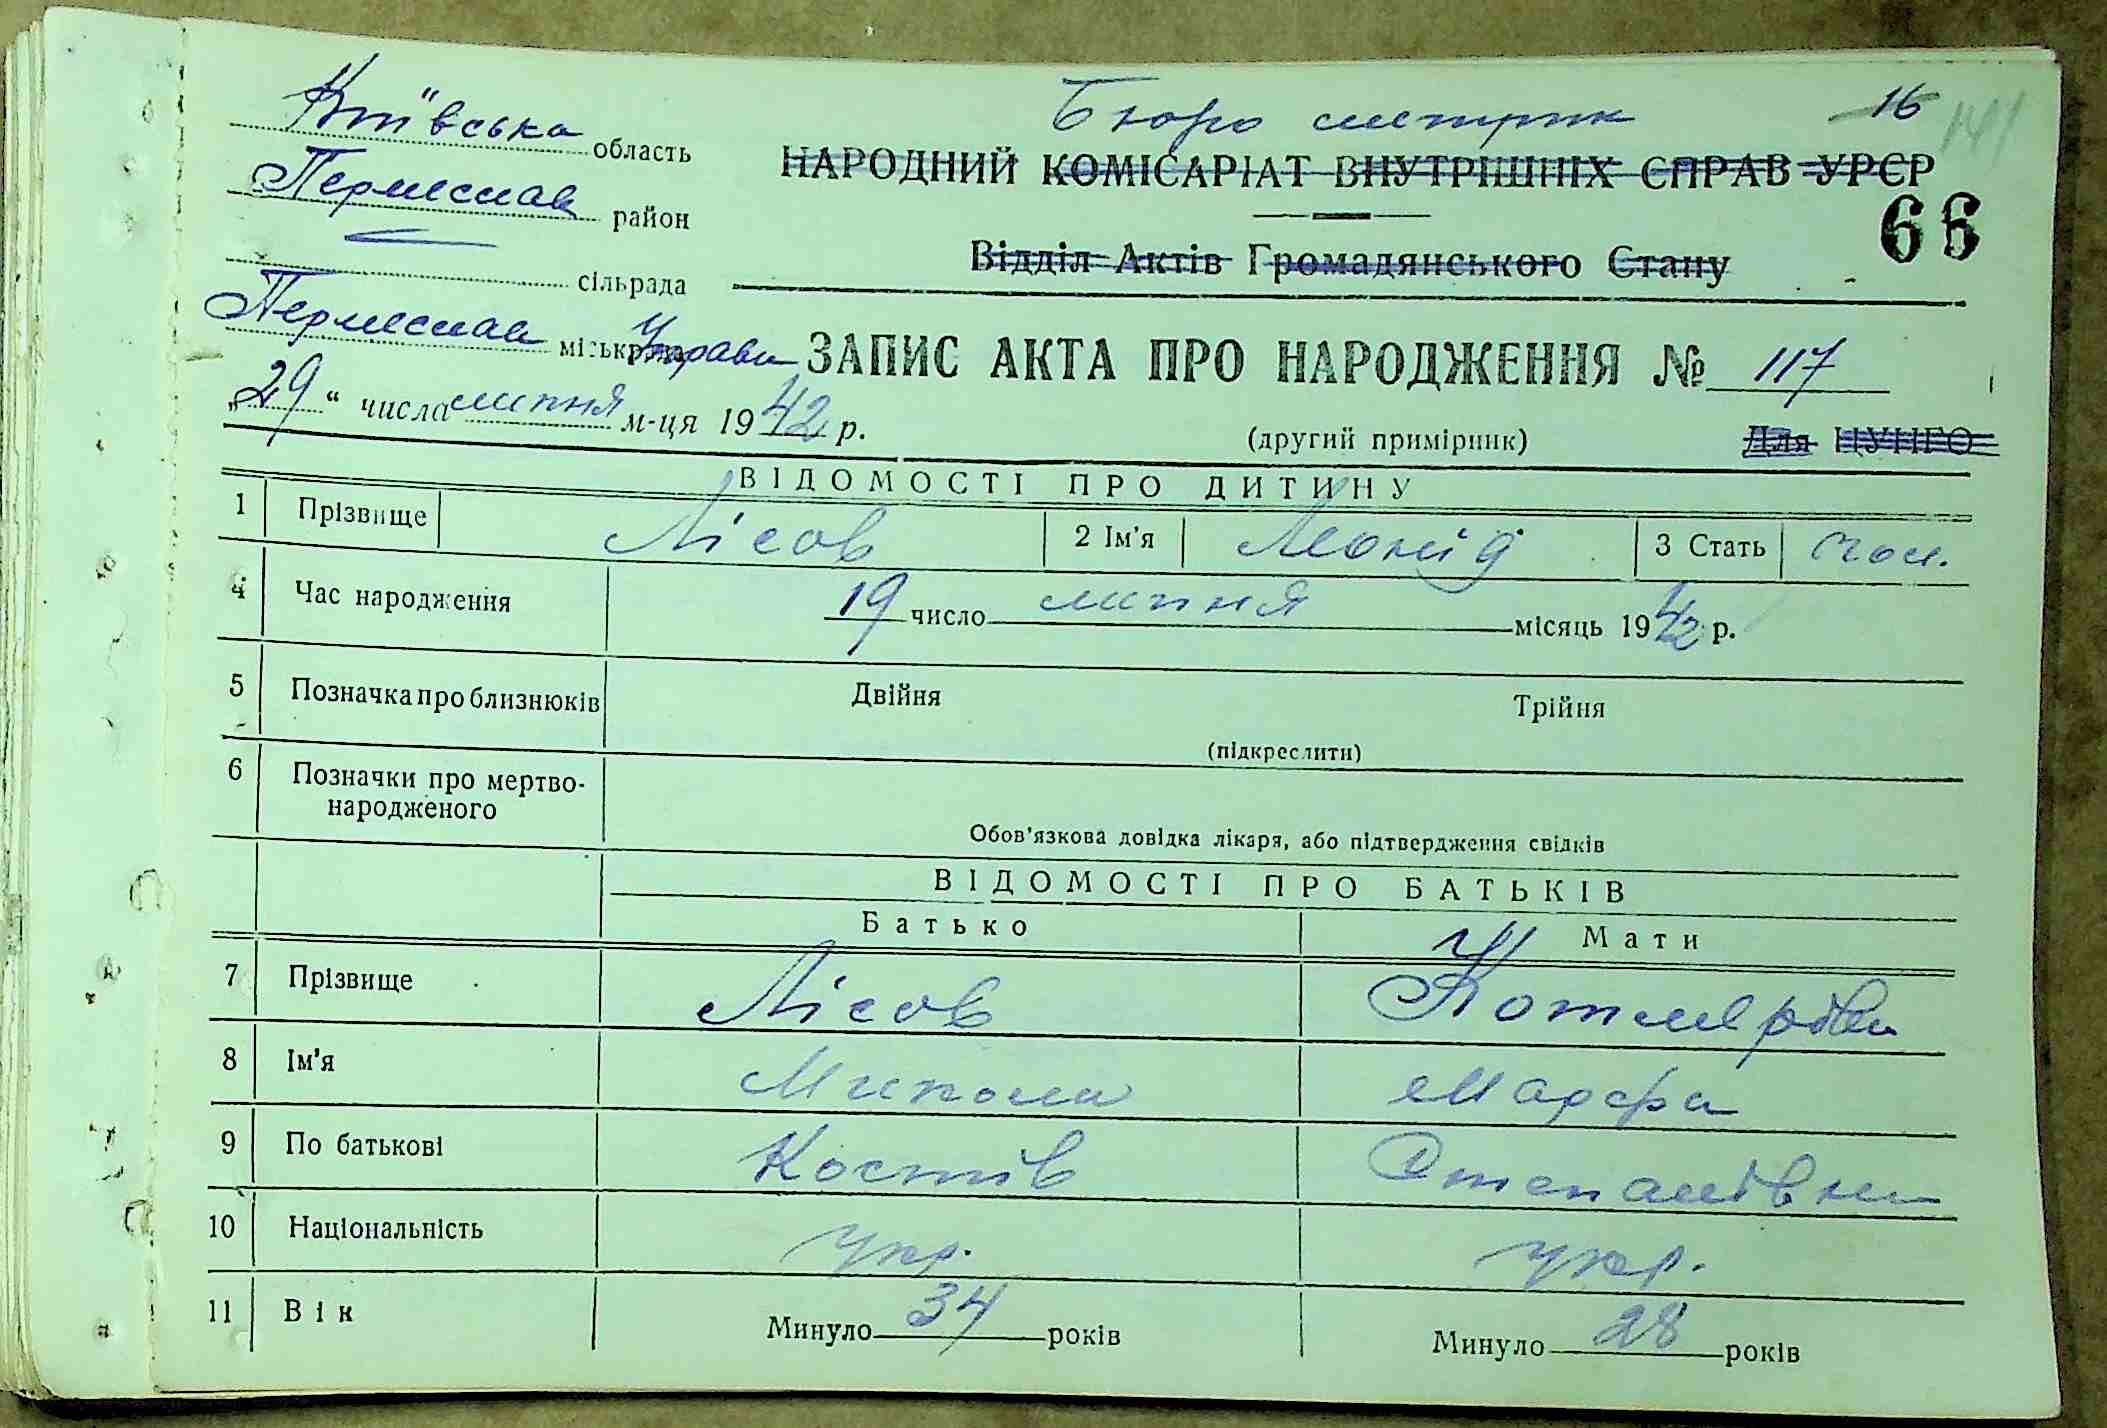 Київська область
Бюро метрик 16 141
Переяслав район
НАРОДНИЙ КОМІСАРІАТ ВНУТРІШНІХ СПРАВ УРСР
66
сільрада
Відділ Актів Громадянського Стану
Переяслав міськрада Управа
ЗАПИС АКТА ПРО НАРОДЖЕННЯ № 117
„29“ числа липня м-ця 1942 р.
(другий примірник) Для ЦУНГО
ВІДОМОСТІ ПРО ДИТИНУ
1 Прізвище Лісов 2 Ім'я Леонід 3 Стать чол.
4 Час народження 19 число липня місяць 1942 р.
5 Позначка про близнюків Двійня Трійня
(підкреслити)
6 Позначки про мертво-
народженого
Обов'язкова довідка лікаря, або підтвердження свідків
ВІДОМОСТІ ПРО БАТЬКІВ
Батько Мати
7 Прізвище Лісов
8 Ім'я Микола Марфа
9 По батькові Костів Степанівна
10 Національність укр. укр.
11 Вік Минуло 34 років Минуло 28 років